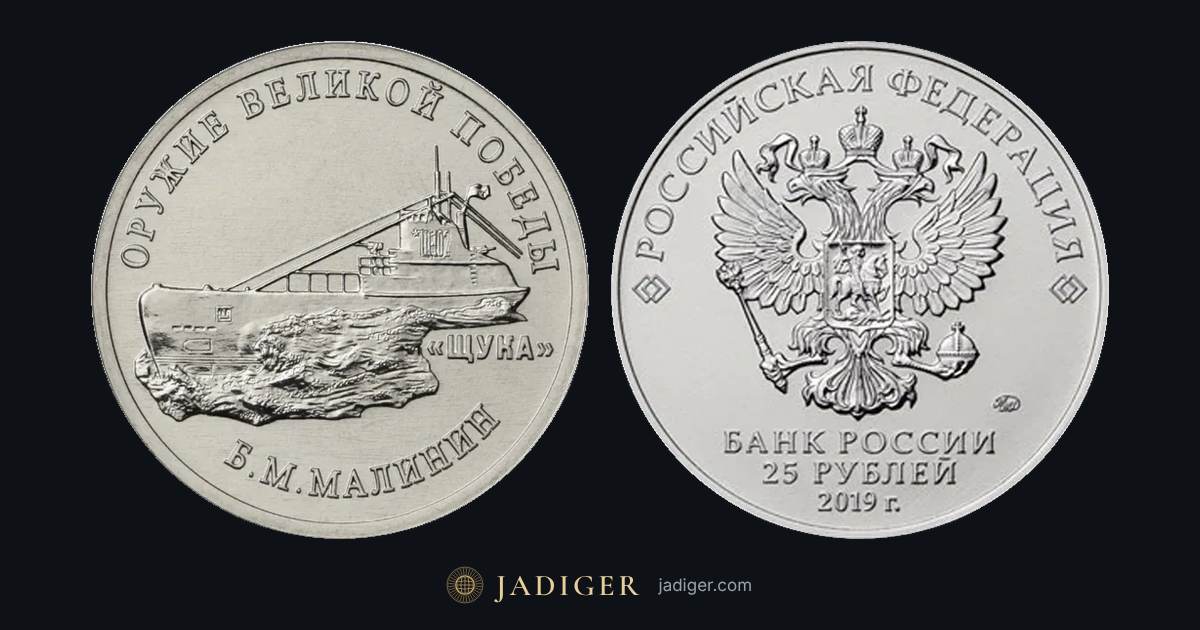 ОРУЖИЕ ВЕЛИКОЙ ПОБЕДЫ
«ЩУКА»
Б.М.МАЛИНИН
РОССИЙСКАЯ ФЕДЕРАЦИЯ
БАНК РОССИИ
25 РУБЛЕЙ
2019 г.
JADIGER jadiger.com